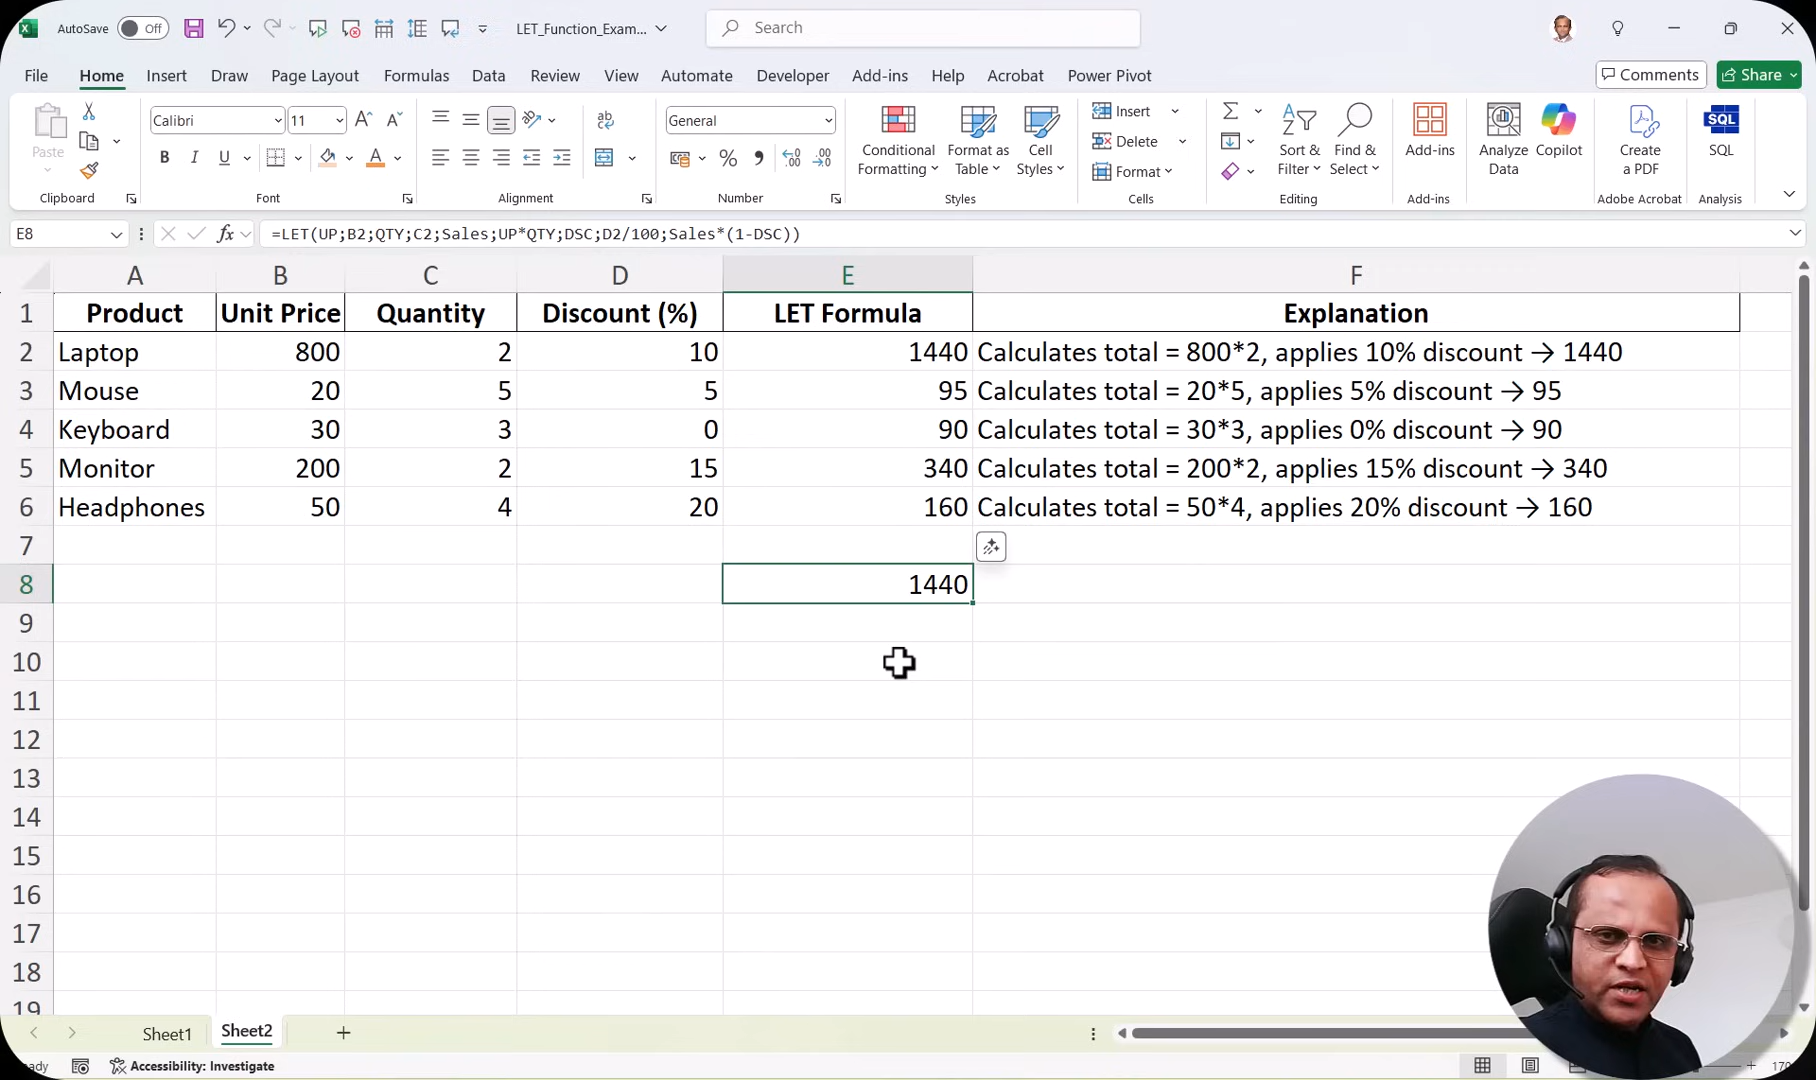 AutoSave Off LET_Function_Exam... Search
File Home Insert Draw Page Layout Formulas Data Review View Automate Developer Add-ins Help Acrobat Power Pivot Comments Share
Paste Calibri 11 General Conditional Formatting Format as Table Cell Styles Insert Delete Format Sort & Filter Find & Select Add-ins Analyze Data Copilot Create a PDF SQL SQL
Clipboard Font Alignment Number Styles Cells Editing Add-ins Adobe Acrobat Analysis
E8 fx =LET(UP;B2;QTY;C2;Sales;UP*QTY;DSC;D2/100;Sales*(1-DSC))
A B C D E F
1 Product Unit Price Quantity Discount (%) LET Formula Explanation
2 Laptop 800 2 10 1440 Calculates total = 800*2, applies 10% discount → 1440
3 Mouse 20 5 5 95 Calculates total = 20*5, applies 5% discount → 95
4 Keyboard 30 3 0 90 Calculates total = 30*3, applies 0% discount → 90
5 Monitor 200 2 15 340 Calculates total = 200*2, applies 15% discount → 340
6 Headphones 50 4 20 160 Calculates total = 50*4, applies 20% discount → 160
7
8 1440
9
10
11
12
13
14
15
16
17
18
19
Sheet1 Sheet2
Accessibility: Investigate